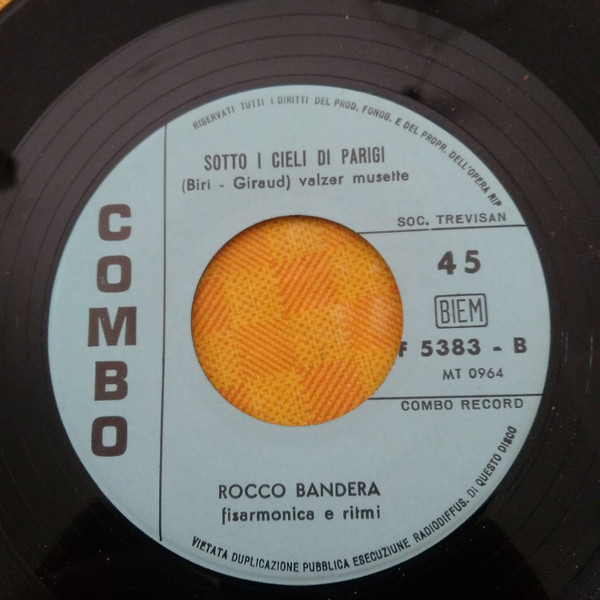 RISERVATI TUTTI I DIRITTI DEL PROD. FONOG. E DEL PROPR. DELL'OPERA RIP
SOTTO I CIELI DI PARIGI
(Biri - Giraud) valzer musette
COMBO
SOC. TREVISAN
45
BIEM
F 5383 - B
MT 0964
COMBO RECORD
ROCCO BANDERA
fisarmonica e ritmi
VIETATA DUPLICAZIONE PUBBLICA ESECUZIUNE RADIODIFFUS. DI QUESTO DISCO